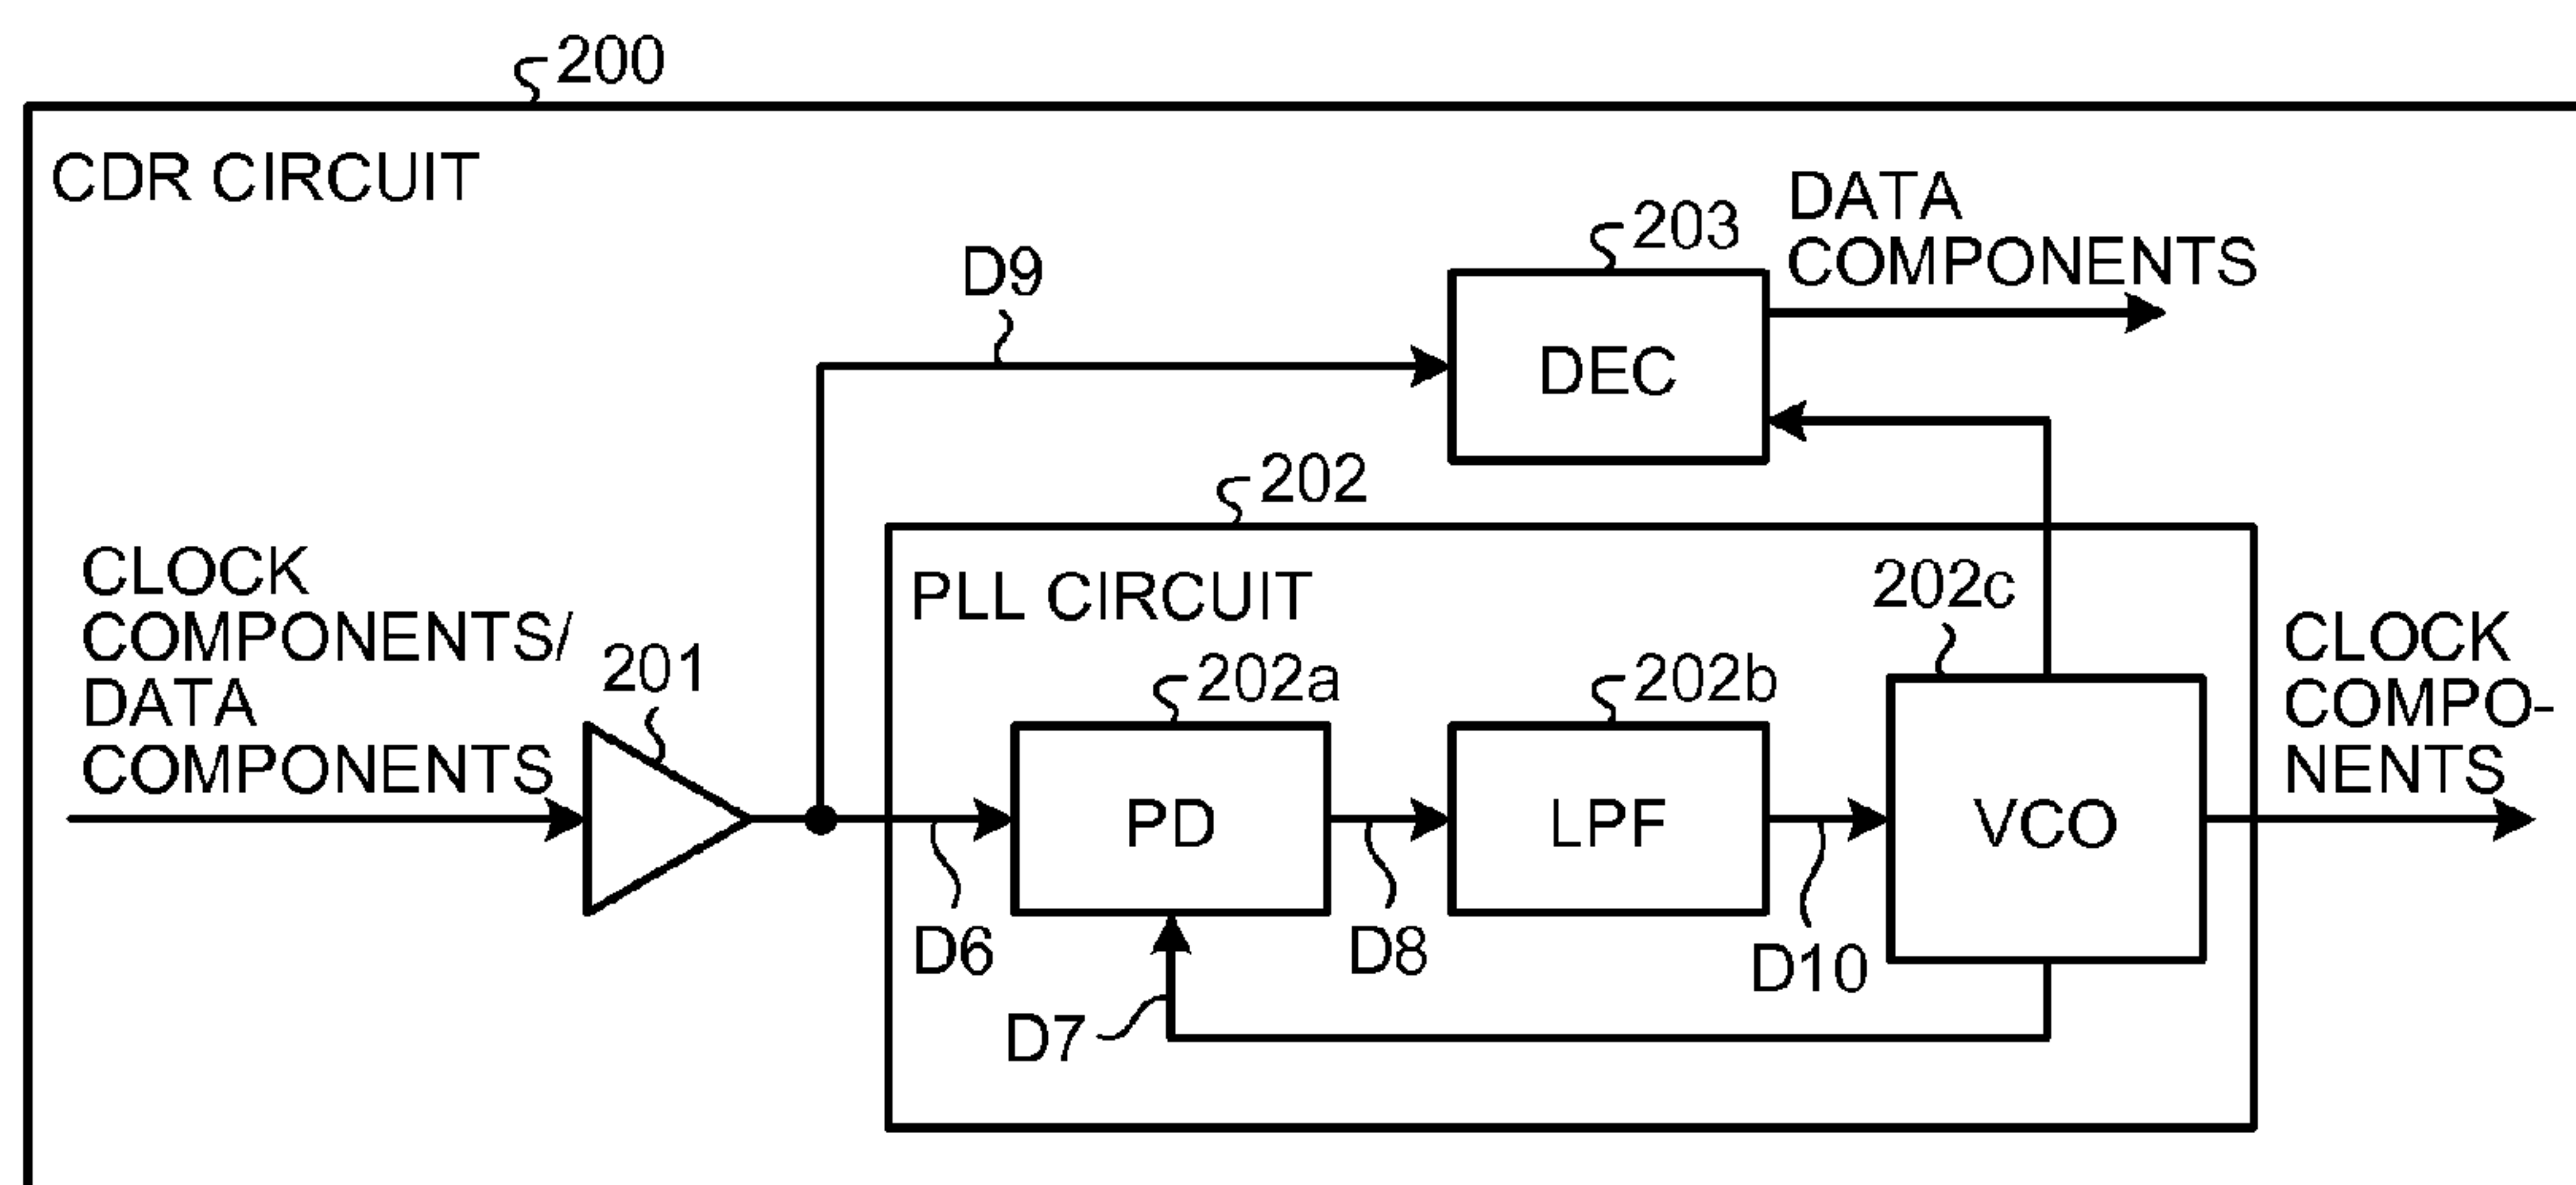 200
CDR CIRCUIT
DATA
COMPONENTS
203
D9
DEC
202
CLOCK
COMPONENTS/
DATA
COMPONENTS
201
PLL CIRCUIT
202c
CLOCK
COMPO-
NENTS
202a
202b
PD
LPF
VCO
D6
D8
D10
D7